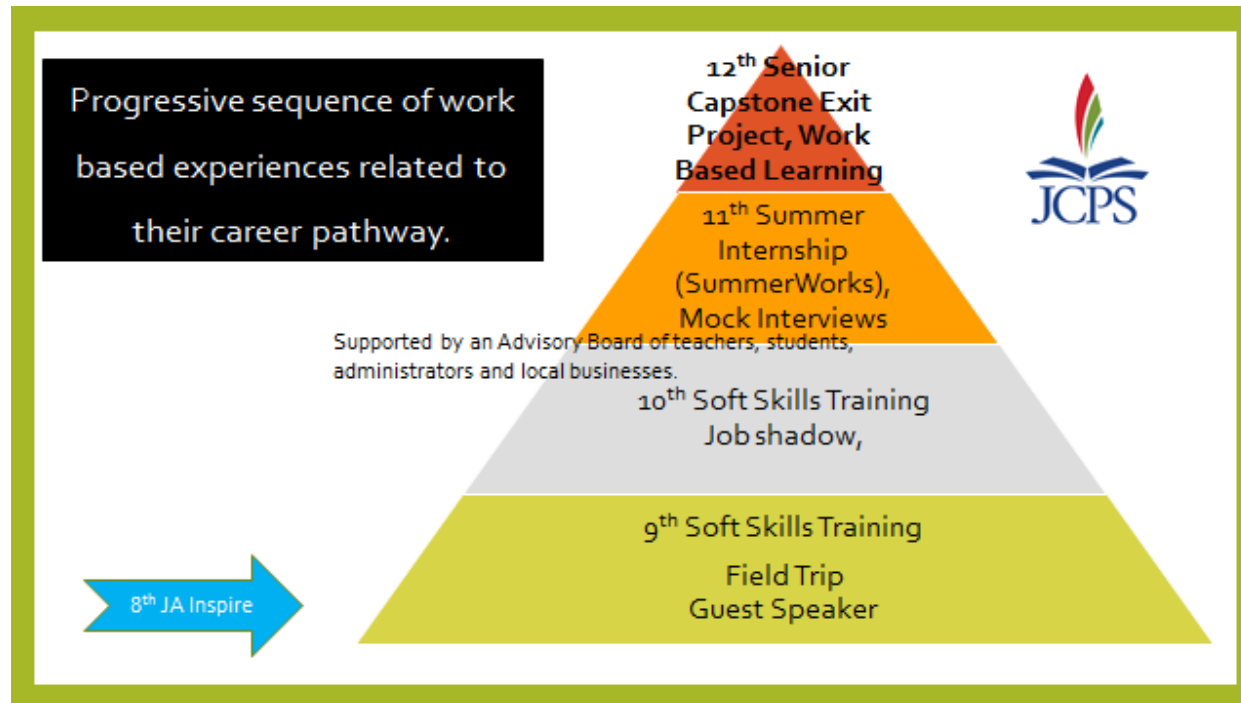 Progressive sequence of work
based experiences related to
their career pathway.
12th Senior
Capstone Exit
Project, Work
Based Learning
JCPS
11th Summer
Internship
(SummerWorks),
Mock Interviews
Supported by an Advisory Board of teachers, students,
administrators and local businesses.
10th Soft Skills Training
Job shadow,
9th Soft Skills Training
Field Trip
Guest Speaker
8th JA Inspire